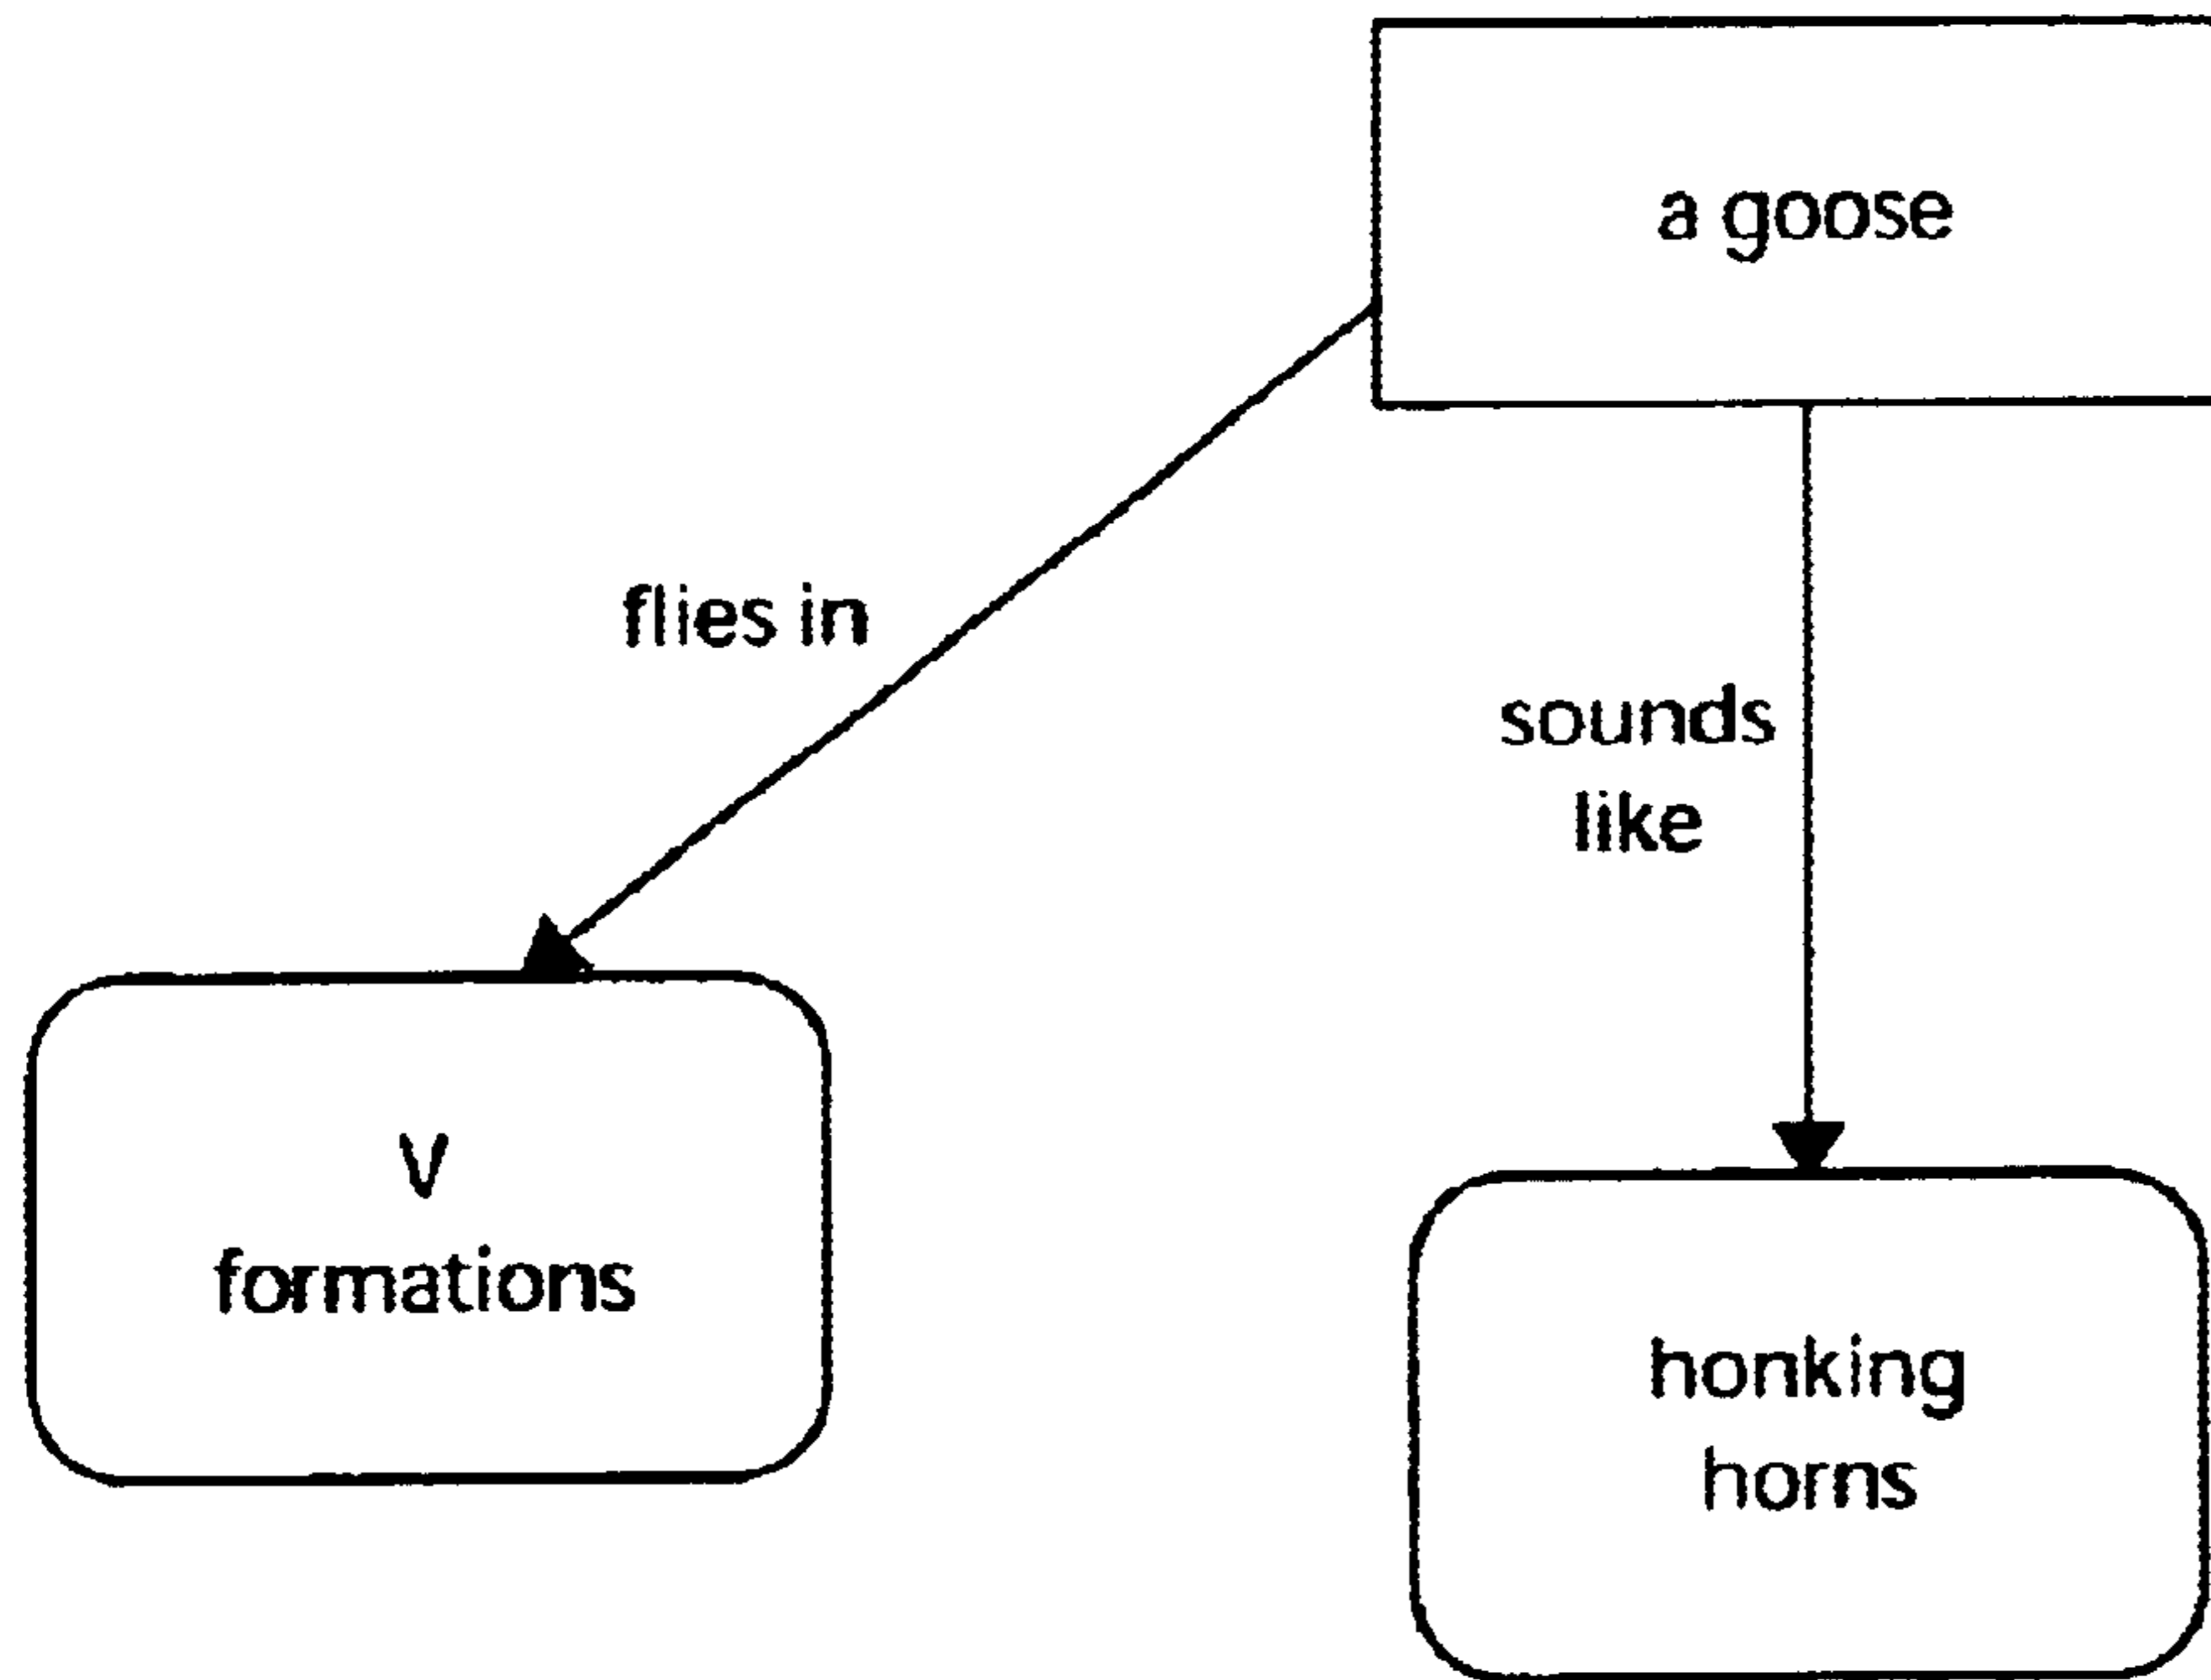 a goose
flies in
sounds
like
V
formations
honking
horns